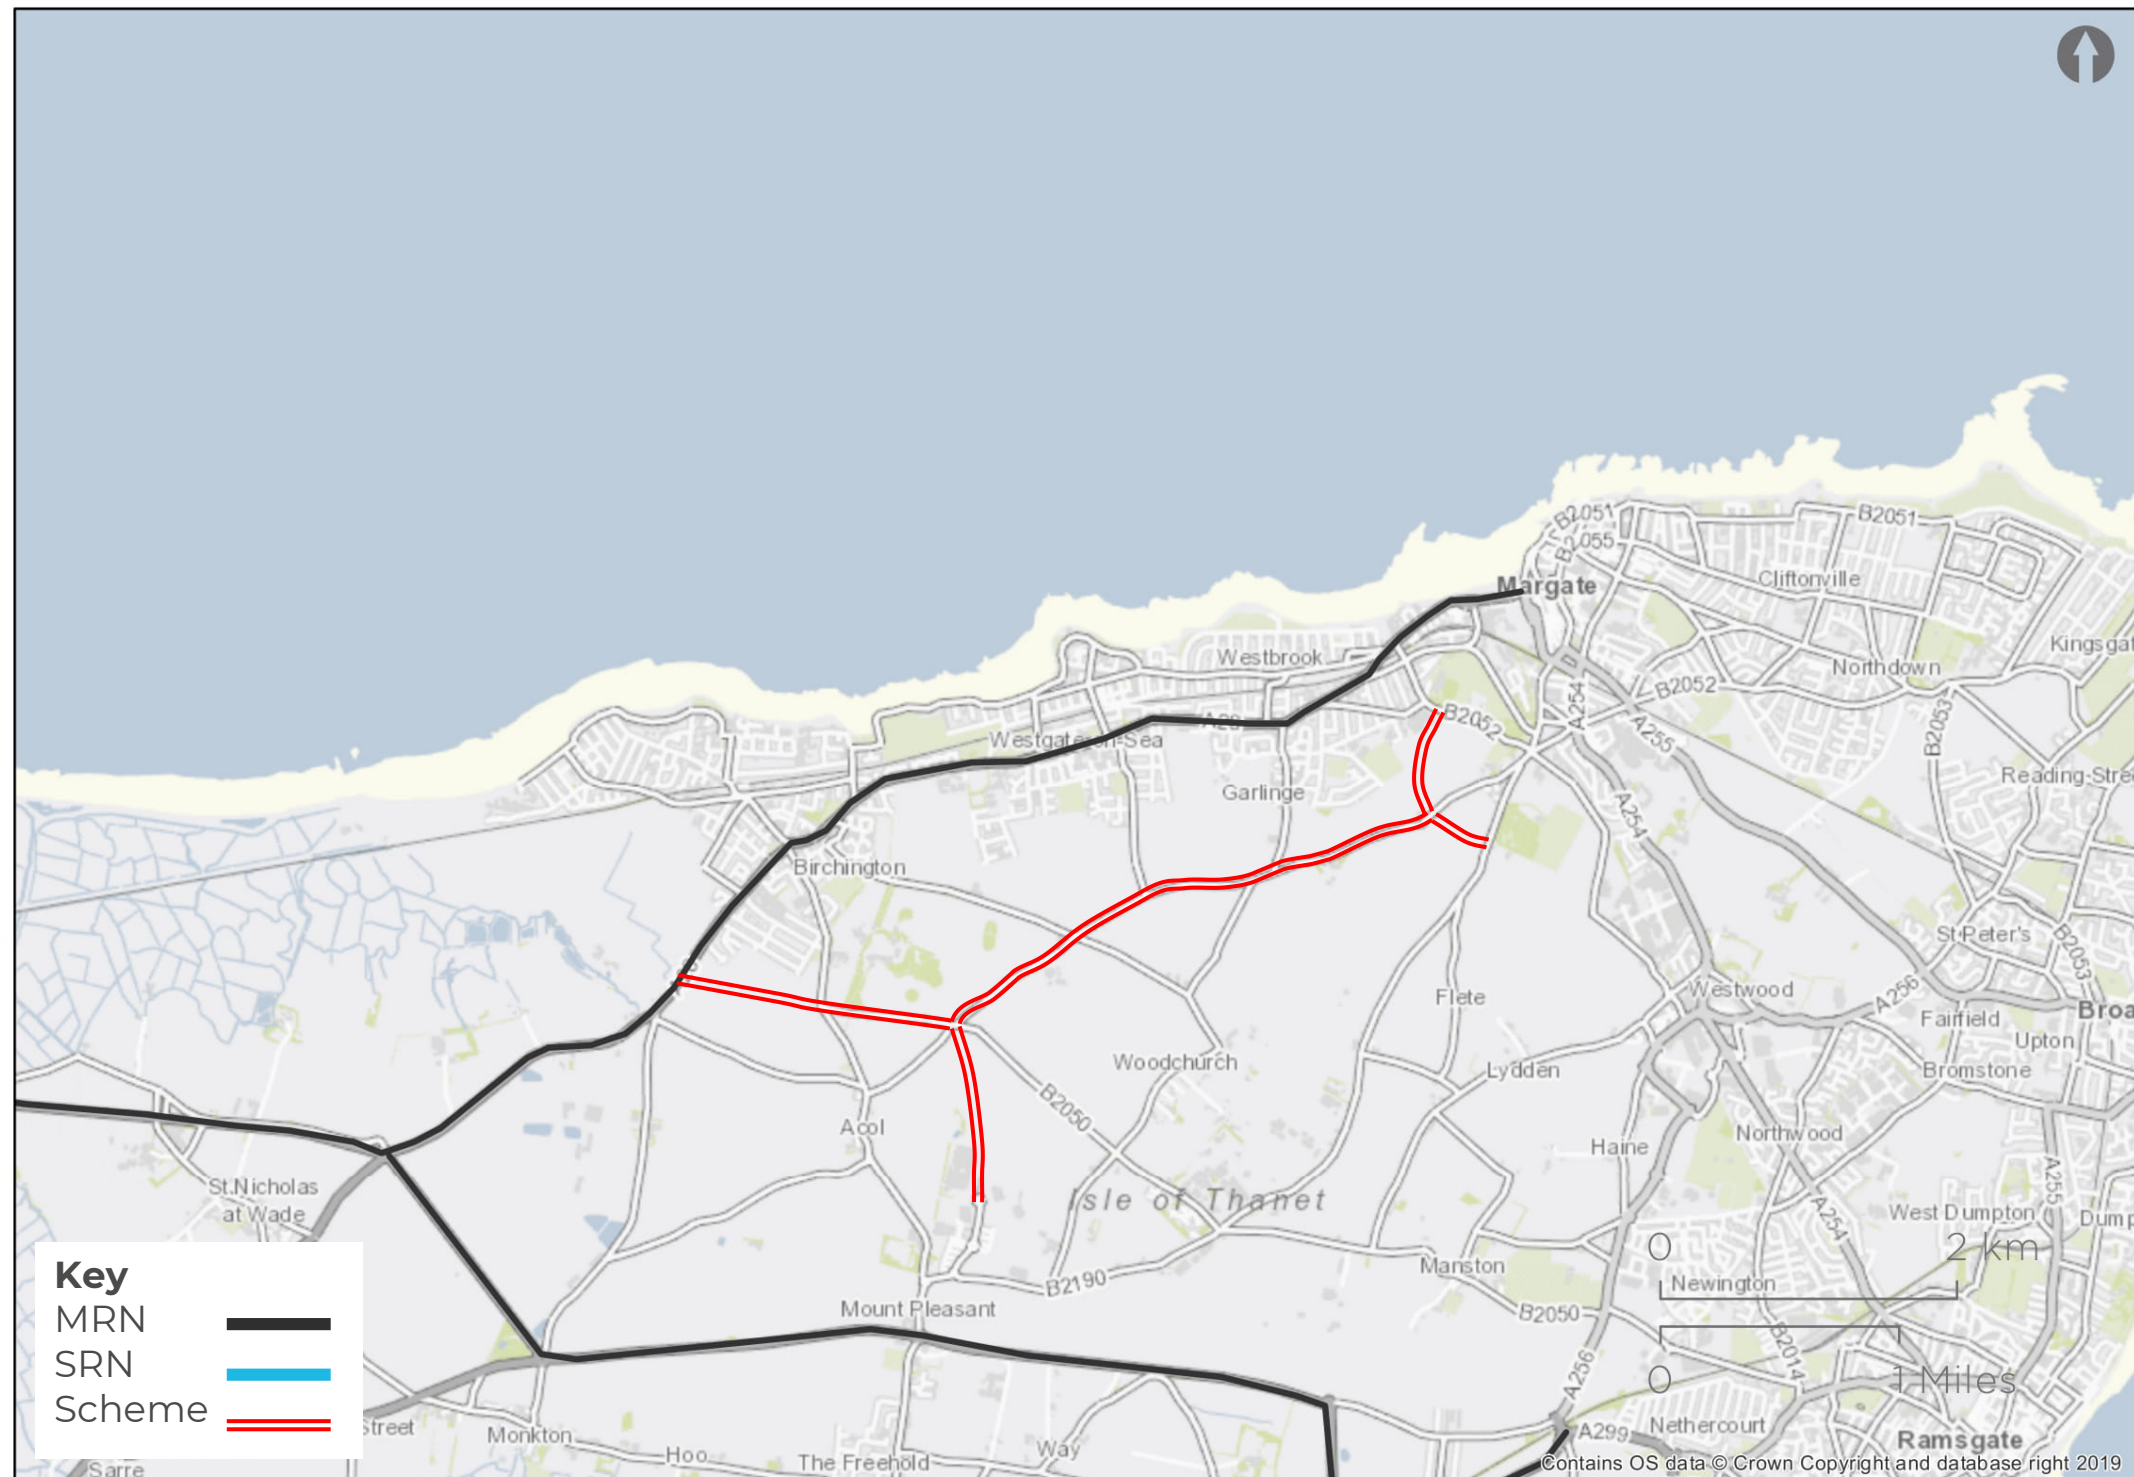 B2051
B2051
B2055
Margate
Cliftonville
Westbrook
Kingsgat
Northdown
B2052
A254
B2053
B2052
A28
Westgate-on-Sea
A255
Garlinge
Reading Stre
A254
Birchington
St Peter's
B2053
Flete
Westwood
A256
Broa
Fairfield
Upton
Woodchurch
Lydden
Bromstone
B2050
Acol
Haine
Northwood
A255
St.Nicholas
at Wade
Isle of Thanet
A254
West Dumpton
Dump
0 2 km
Manston
Newington
B2190
Mount Pleasant
B2050
B2014
A256
0 1 Miles
Key
MRN
SRN
Scheme
Street
Monkton
Hoo
The Freehold
Way
A299
Nethercourt
Ramsgate
Sarre
Contains OS data © Crown Copyright and database right 2019